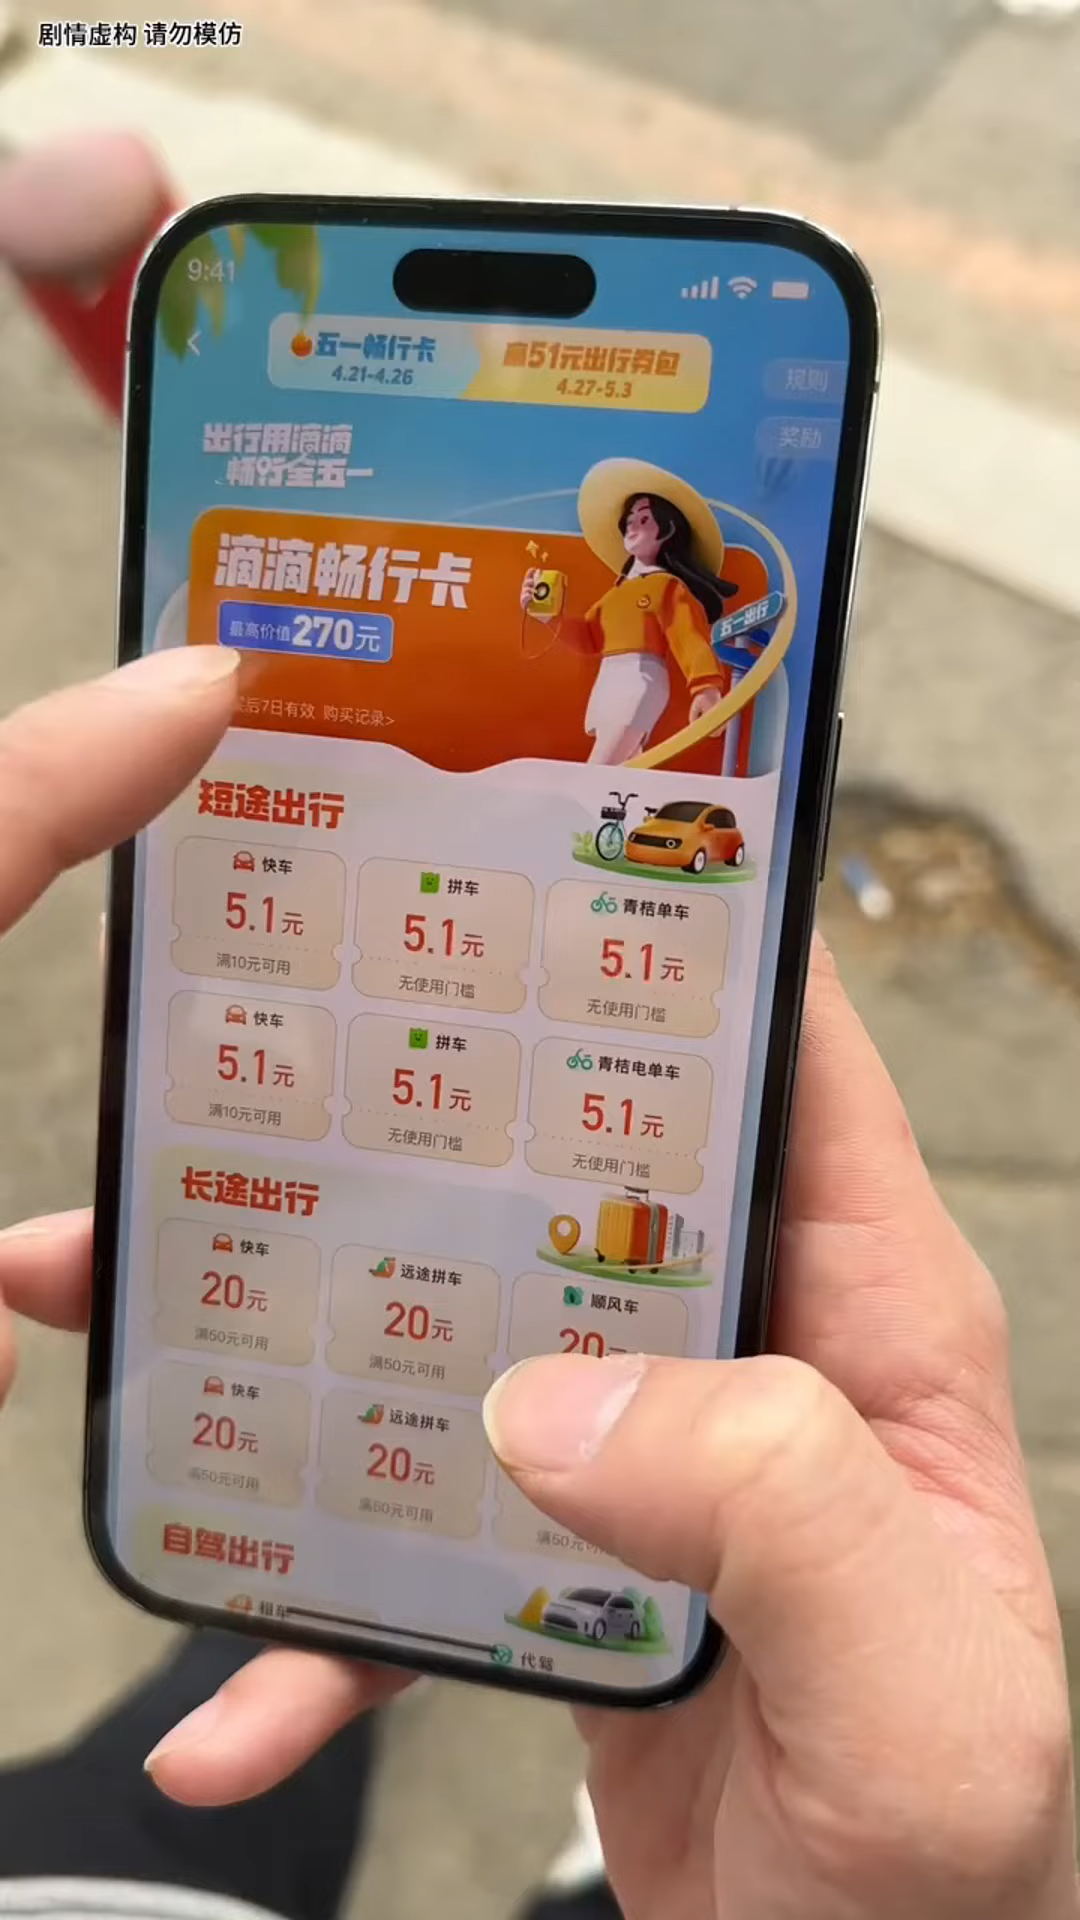 剧情虚构 请勿模仿
9:41
五一畅行卡
4.21-4.26
赢51元出行券包
4.27-5.3
规则
奖励
出行用滴滴
畅行全五一
滴滴畅行卡
最高价值270元
五一出行
后7日有效 购买记录>
短途出行
快车
5.1元
满10元可用
拼车
5.1元
无使用门槛
青桔单车
5.1元
无使用门槛
快车
5.1元
满10元可用
拼车
5.1元
无使用门槛
青桔电单车
5.1元
无使用门槛
长途出行
快车
20元
满50元可用
远途拼车
20元
满50元可用
顺风车
20元
快车
20元
满50元可用
远途拼车
20元
满50元可用
满50元可
自驾出行
租车
代驾